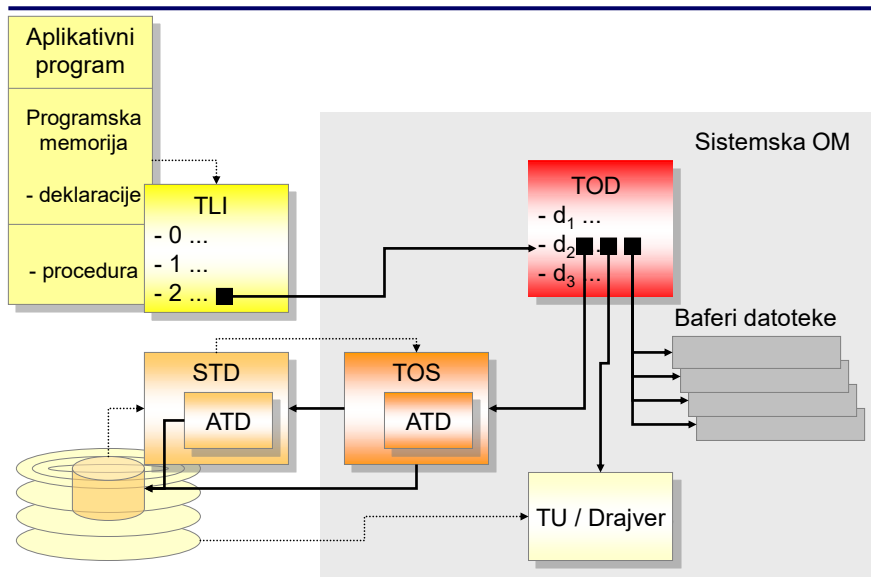 Aplikativni
program
Programska
memorija
- deklaracije
- procedura
TLI
- 0 ...
- 1 ...
- 2 ...
Sistemska OM
TOD
- d₁ ...
- d₂ ...
- d₃ ...
Baferi datoteke
STD
ATD
TOS
ATD
TU / Drajver